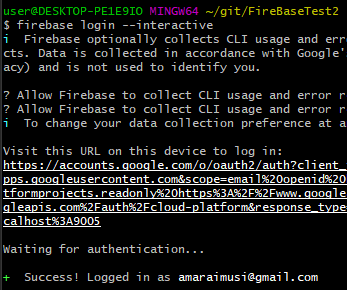 user@DESKTOP-PE1E9IO MINGW64 ~/git/FireBaseTest2
$ firebase login --interactive
i Firebase optionally collects CLI usage and er
cts. Data is collected in accordance with Google'
acy) and is not used to identify you.
? Allow Firebase to collect CLI usage and error r
? Allow Firebase to collect CLI usage and error r
i To change your data collection preference at a
Visit this URL on this device to log in:
https://accounts.google.com/o/oauth2/auth?client_
pps.googleusercontent.com&scope=email%20openid%20
tformprojects.readonly%20https%3A%2F%2Fwww.google
gleapis.com%2Fauth%2Fcloud-platform&response_type
calhost%3A9005
Waiting for authentication...
+ Success! Logged in as amaraimusi@gmail.com